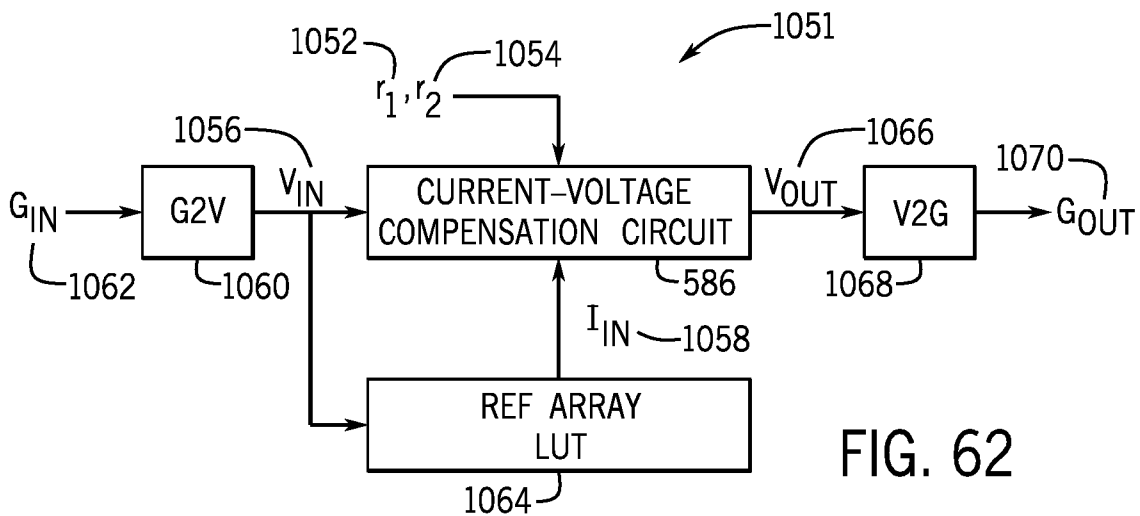 1051
1052
1054
r1, r2
1056
1066
1070
GIN
G2V
VIN
CURRENT-VOLTAGE
COMPENSATION CIRCUIT
VOUT
V2G
GOUT
1062
1060
586
1068
IIN
1058
REF ARRAY
LUT
1064
FIG. 62